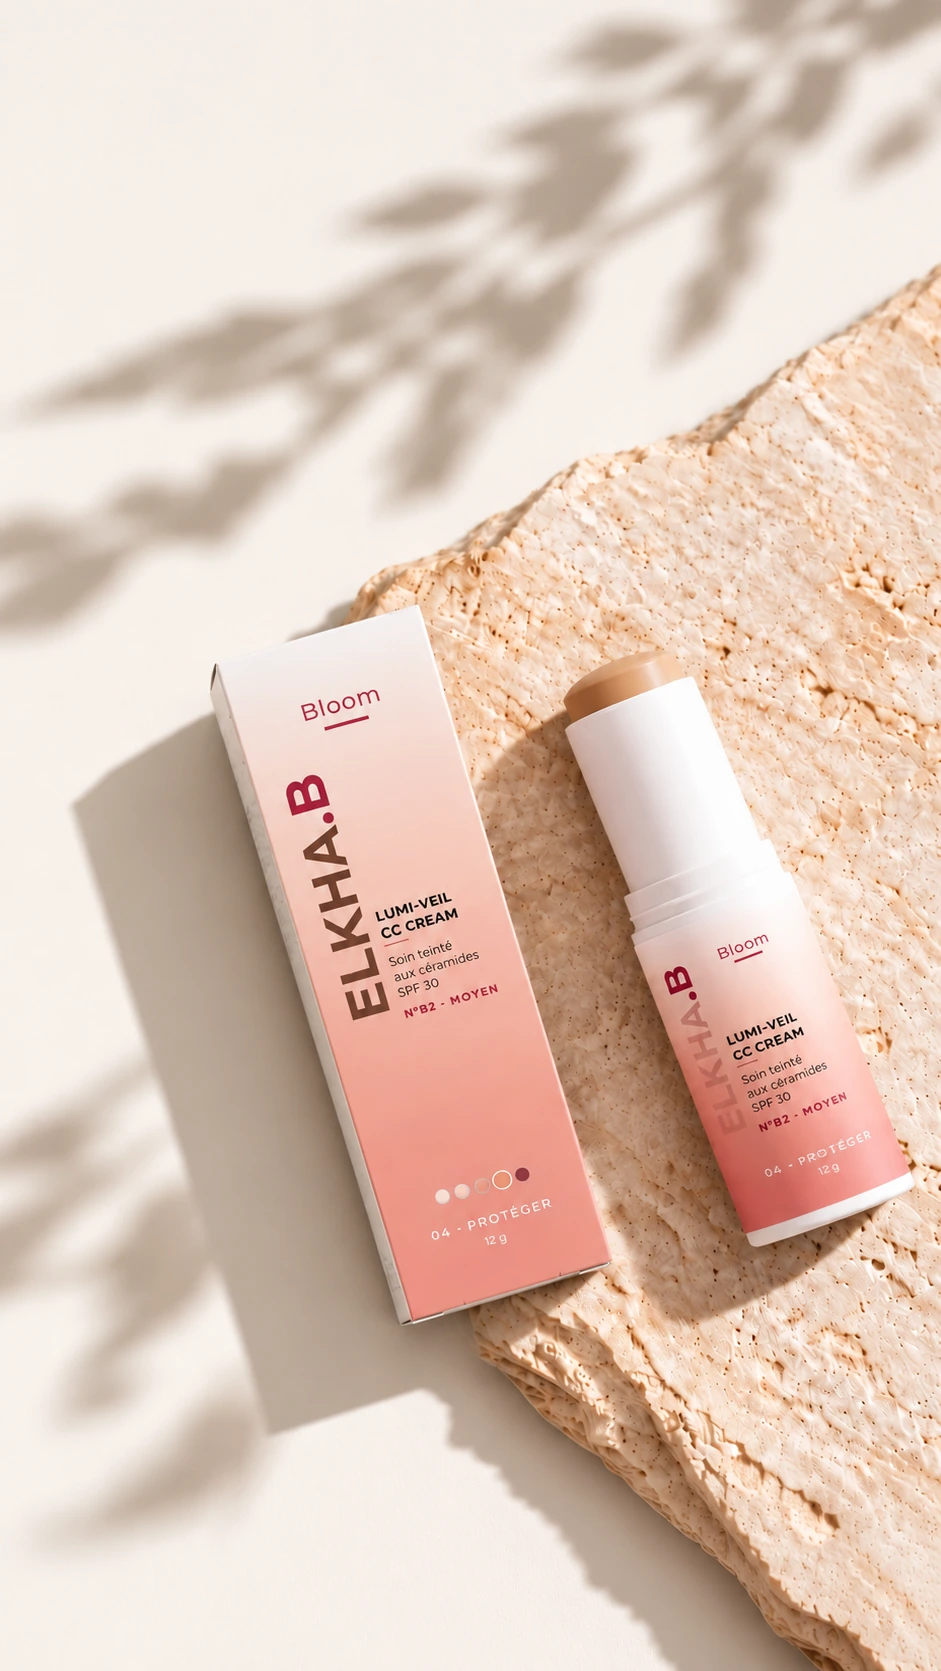 Bloom
ELKHA.B
LUMI-VEIL
CC CREAM
Soin teinté
aux céramides
SPF 30
N°B2 - MOYEN
04 - PROTÉGER
12 g
Bloom
ELKHA.B
LUMI-VEIL
CC CREAM
Soin teinté
aux céramides
SPF 30
N°B2 - MOYEN
04 - PROTÉGER
12 g